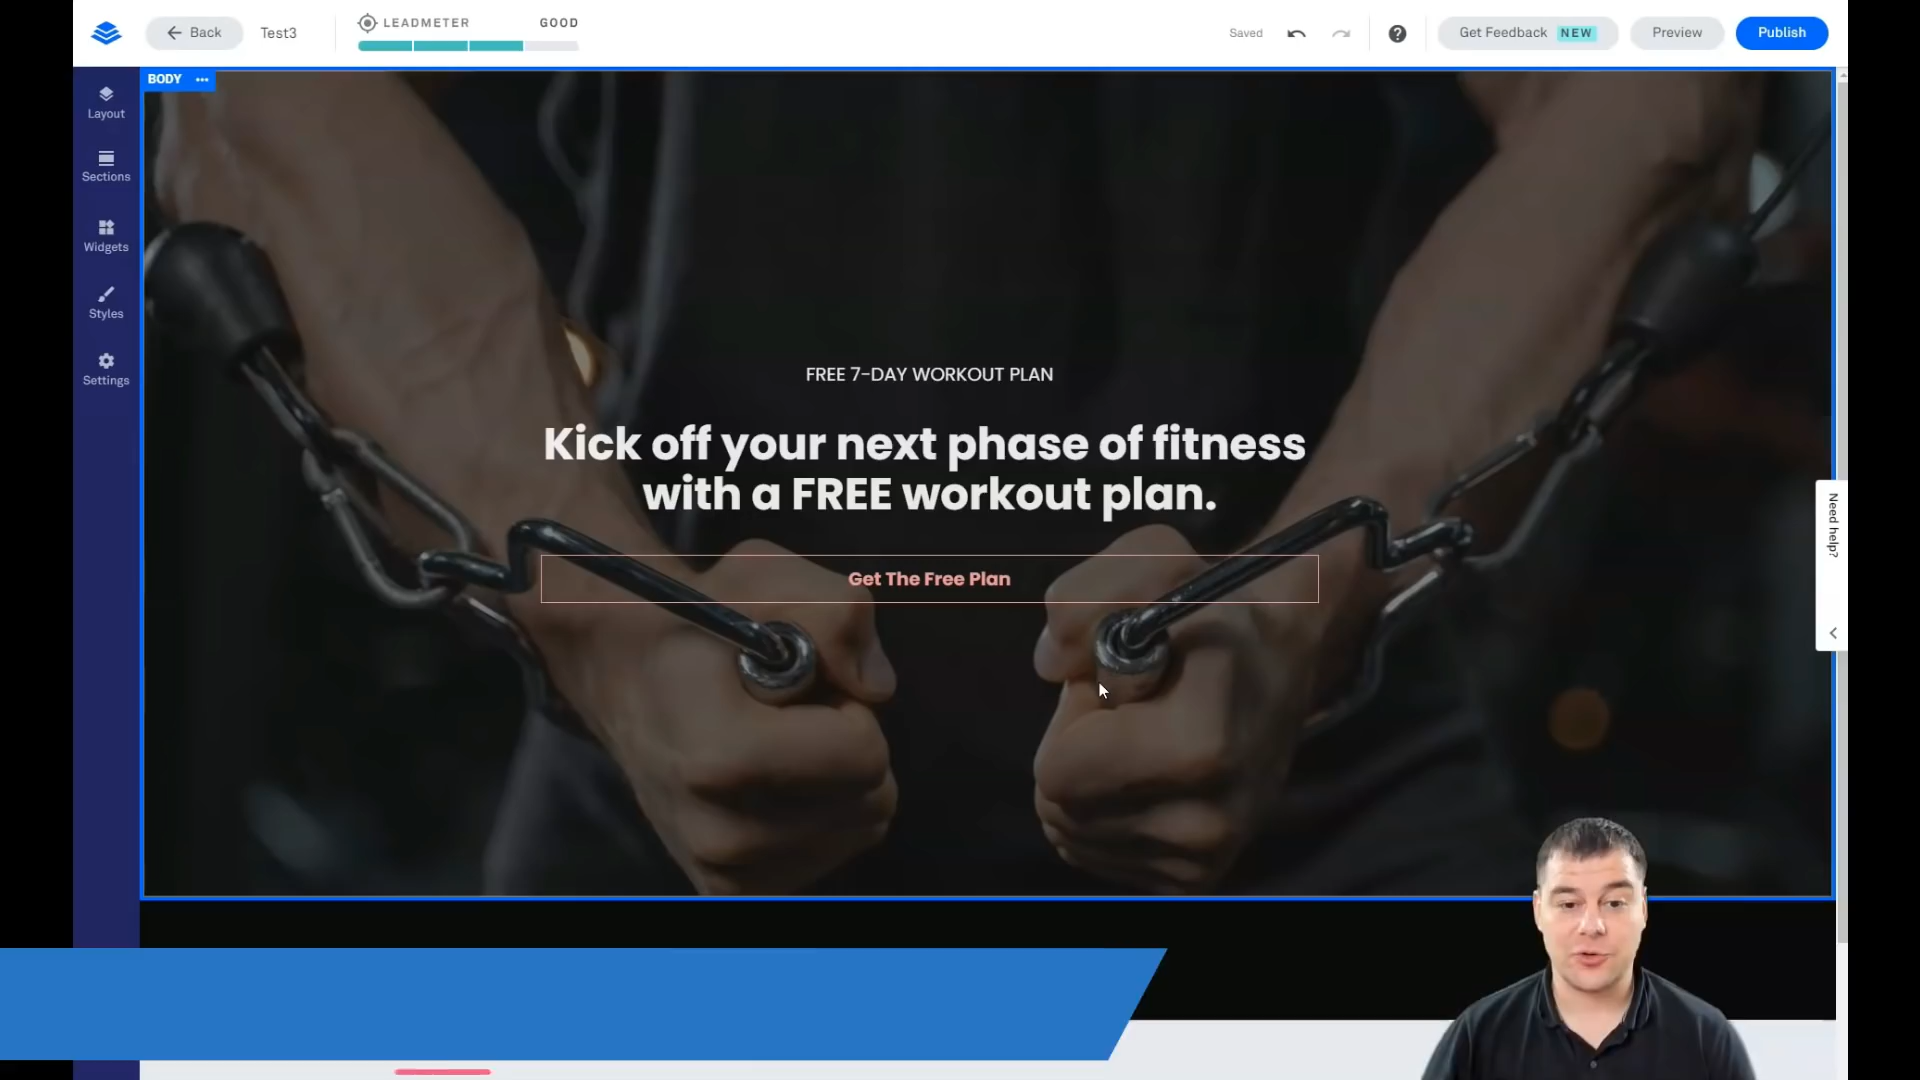 Back
Test3
LEADMETER
GOOD
Saved
Get Feedback NEW
Preview
Publish
BODY
Layout
Sections
Widgets
Styles
Settings
FREE 7-DAY WORKOUT PLAN
Kick off your next phase of fitness
with a FREE workout plan.
Get The Free Plan
Need help?